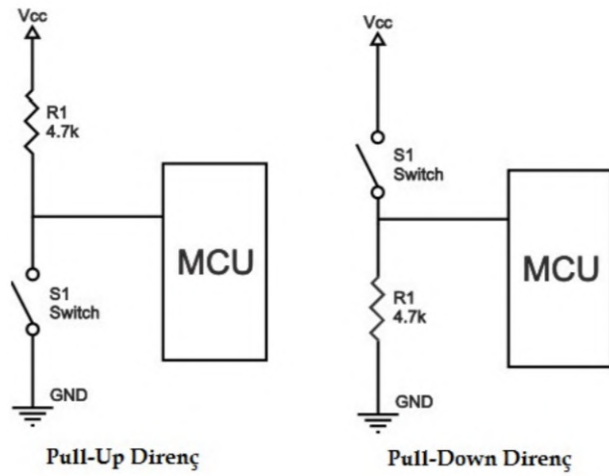 Vcc
R1
4.7k
MCU
S1
Switch
GND
Pull-Up Direnç
Vcc
S1
Switch
MCU
R1
4.7k
GND
Pull-Down Direnç